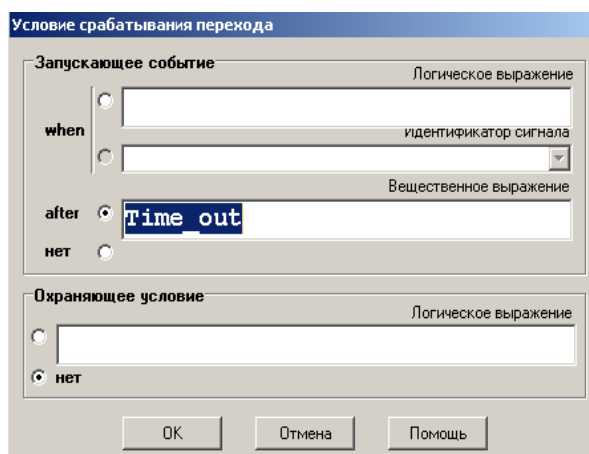 Условие срабатывания перехода
Запускающее событие
Логическое выражение
when
идентификатор сигнала
Вещественное выражение
after
Time_out
нет
Охраняющее условие
Логическое выражение
нет
OK Отмена Помощь